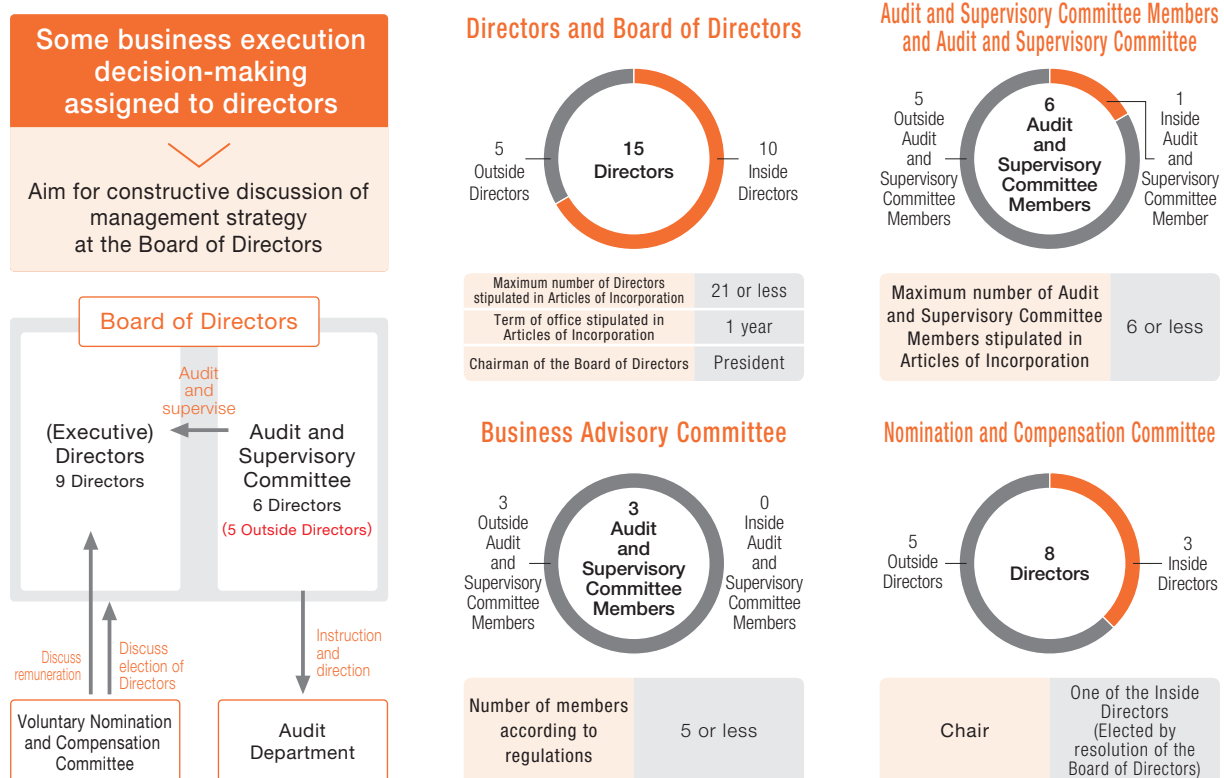 Some business execution
decision-making
assigned to directors
Aim for constructive discussion of
management strategy
at the Board of Directors
Board of Directors
Audit
and
supervise
(Executive)
Directors
9 Directors
Audit and
Supervisory
Committee
6 Directors
(5 Outside Directors)
Discuss
remuneration
Discuss
election of
Directors
Instruction
and
direction
Voluntary Nomination
and Compensation
Committee
Audit
Department
Directors and Board of Directors
5
Outside
Directors
15
Directors
10
Inside
Directors
Maximum number of Directors
stipulated in Articles of Incorporation
21 or less
Term of office stipulated in
Articles of Incorporation
1 year
Chairman of the Board of Directors
President
Audit and Supervisory Committee Members
and Audit and Supervisory Committee
5
Outside
Audit
and
Supervisory
Committee
Members
6
Audit
and
Supervisory
Committee
Members
1
Inside
Audit
and
Supervisory
Committee
Member
Maximum number of Audit
and Supervisory Committee
Members stipulated in
Articles of Incorporation
6 or less
Business Advisory Committee
3
Outside
Audit
and
Supervisory
Committee
Members
3
Audit
and
Supervisory
Committee
Members
0
Inside
Audit
and
Supervisory
Committee
Members
Number of members
according to
regulations
5 or less
Nomination and Compensation Committee
5
Outside
Directors
8
Directors
3
Inside
Directors
Chair
One of the Inside
Directors
(Elected by
resolution of the
Board of Directors)